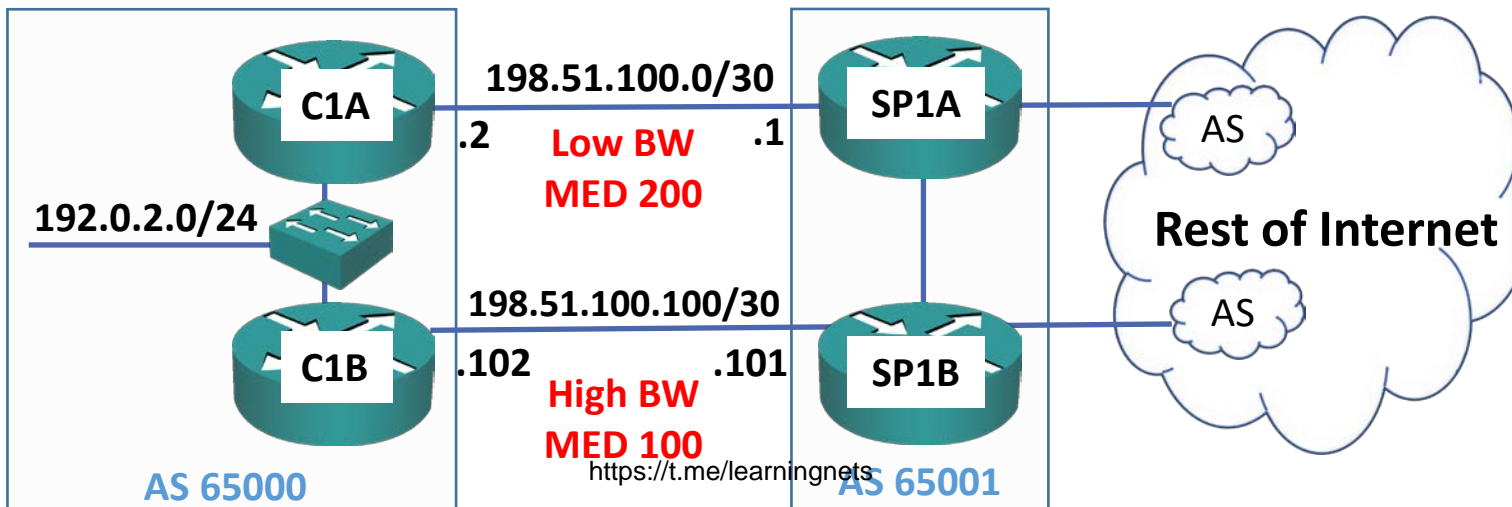 C1A
198.51.100.0/30
SP1A
AS
.2
Low BW
.1
MED 200
192.0.2.0/24
Rest of Internet
198.51.100.100/30
AS
C1B
.102
.101
SP1B
High BW
MED 100
https://t.me/learningnets
AS 65000
AS 65001